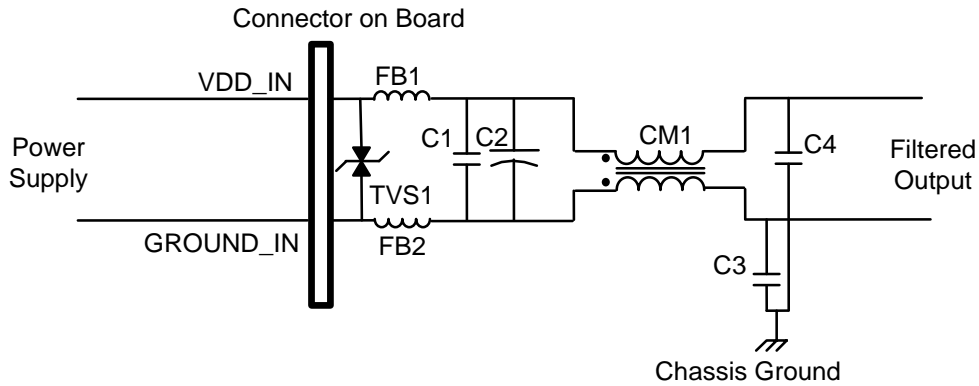 Connector on Board
VDD_IN
FB1
Power
Supply
C1
C2
CM1
C4
Filtered
Output
TVS1
GROUND_IN
FB2
C3
Chassis Ground